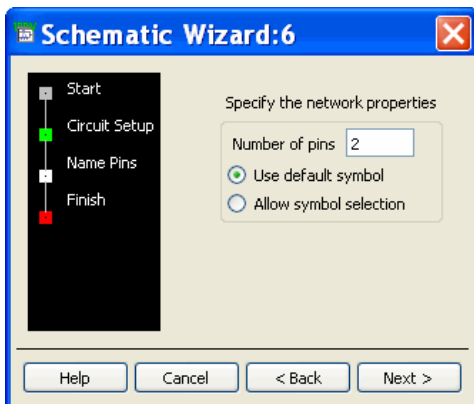 Schematic Wizard:6
Start
Circuit Setup
Name Pins
Finish
Specify the network properties
Number of pins 2
Use default symbol
Allow symbol selection
Help Cancel < Back Next >